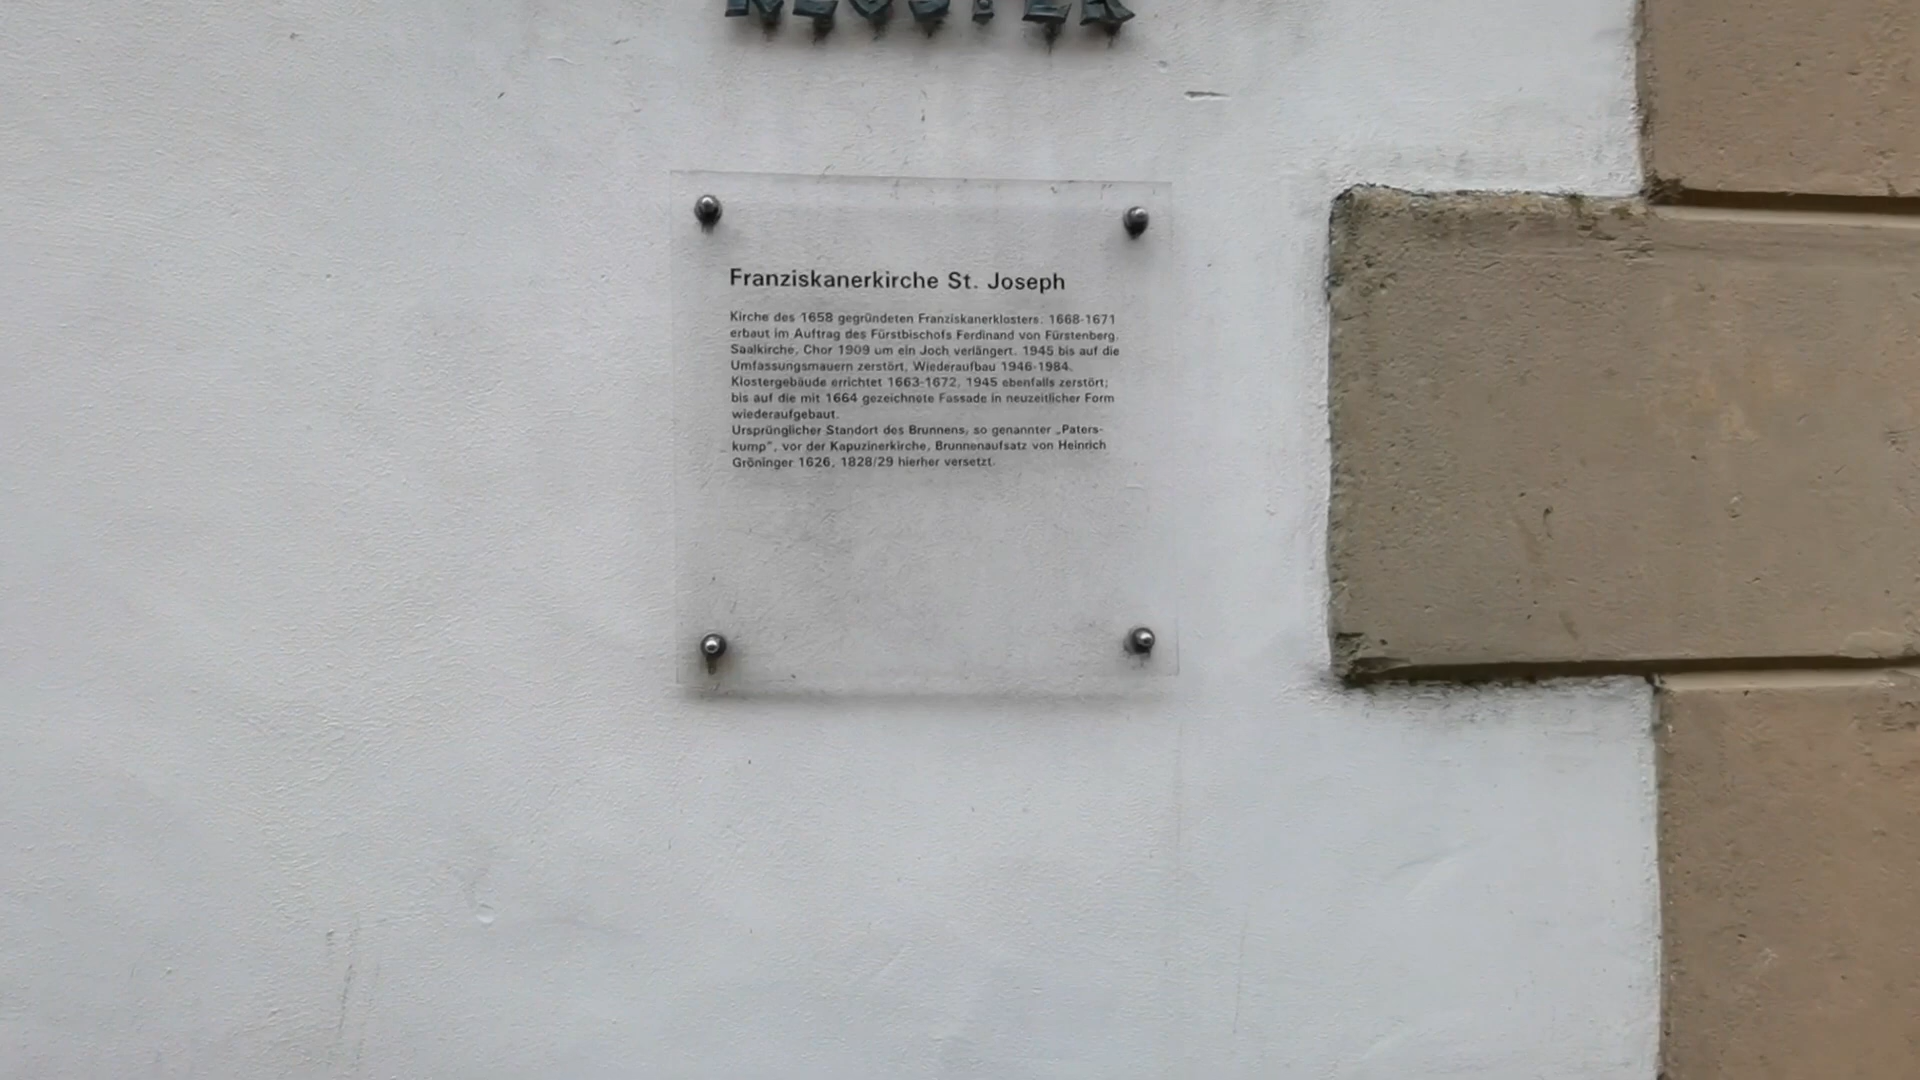 KLOSTER
Franziskanerkirche St. Joseph
Kirche des 1658 gegründeten Franziskanerklosters. 1668-1671
erbaut im Auftrag des Fürstbischofs Ferdinand von Fürstenberg.
Saalkirche, Chor 1909 um ein Joch verlängert. 1945 bis auf die
Umfassungsmauern zerstört, Wiederaufbau 1946-1984.
Klostergebäude errichtet 1663-1672, 1945 ebenfalls zerstört;
bis auf die mit 1664 gezeichnete Fassade in neuzeitlicher Form
wiederaufgebaut.
Ursprünglicher Standort des Brunnens, so genannter „Paters-
kump", vor der Kapuzinerkirche, Brunnenaufsatz von Heinrich
Gröninger 1626, 1828/29 hierher versetzt.